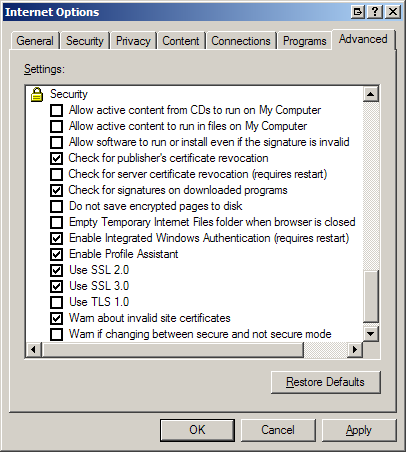 Internet Options
General Security Privacy Content Connections Programs Advanced
Settings:
Security
Allow active content from CDs to run on My Computer
Allow active content to run in files on My Computer
Allow software to run or install even if the signature is invalid
Check for publisher's certificate revocation
Check for server certificate revocation (requires restart)
Check for signatures on downloaded programs
Do not save encrypted pages to disk
Empty Temporary Internet Files folder when browser is closed
Enable Integrated Windows Authentication (requires restart)
Enable Profile Assistant
Use SSL 2.0
Use SSL 3.0
Use TLS 1.0
Warn about invalid site certificates
Warn if changing between secure and not secure mode
Restore Defaults
OK Cancel Apply